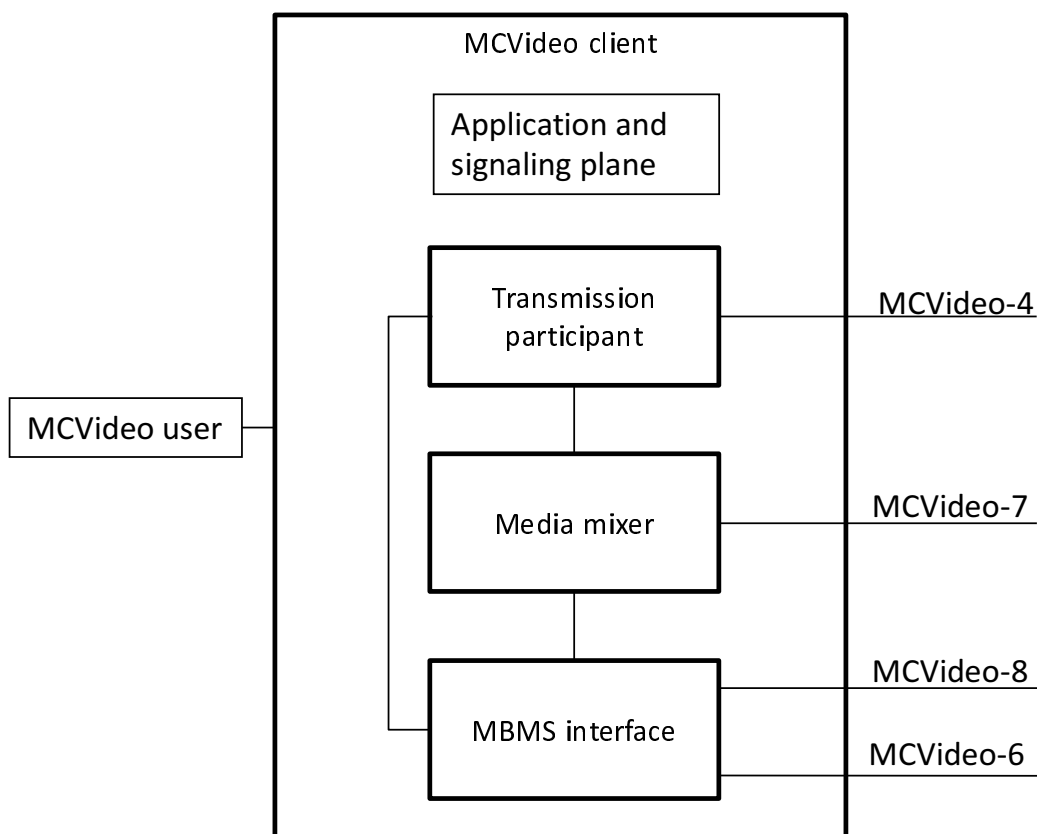 MCVideo client
Application and
signaling plane
Transmission
participant
MCVideo-4
MCVideo user
Media mixer
MCVideo-7
MBMS interface
MCVideo-8
MCVideo-6